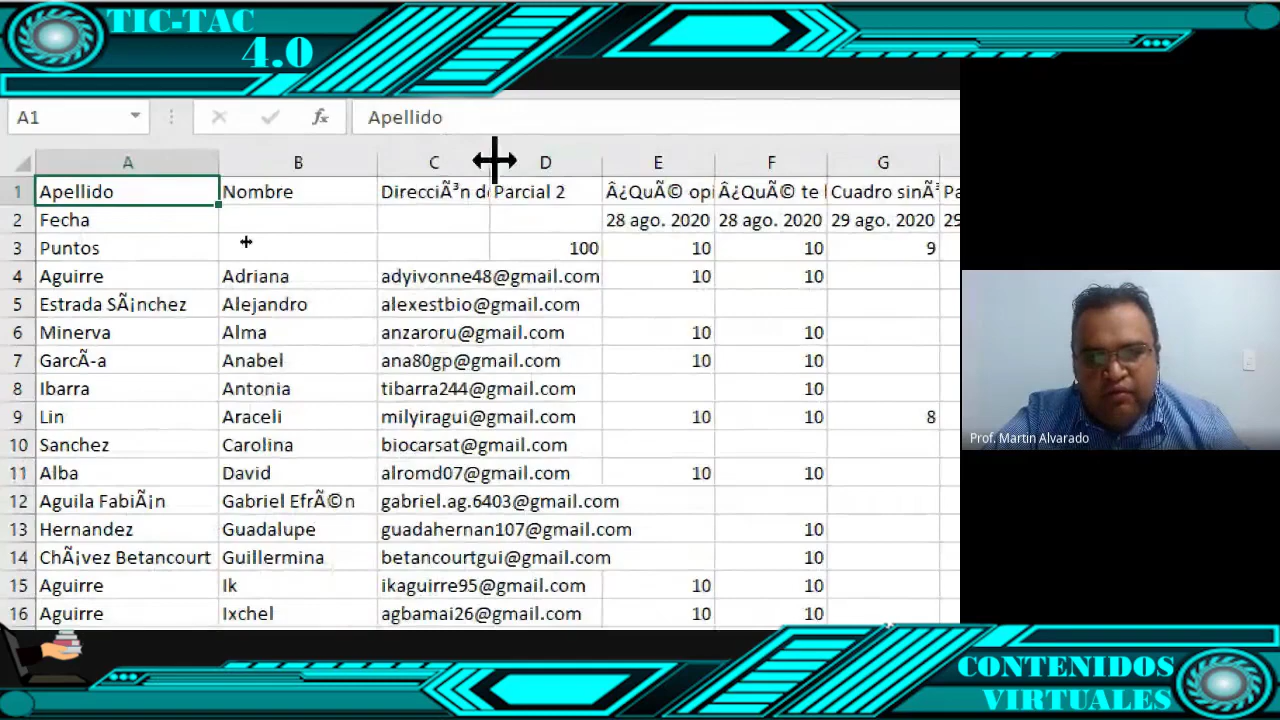 TIC-TAC
4.0
A1 fx Apellido
A B C D E F G
1 Apellido Nombre DirecciÃ³n de Parcial 2 Â¿QuÃ© opi Â¿QuÃ© te Cuadro sinÃ³ Pa
2 Fecha 28 ago. 2020 28 ago. 2020 29 ago. 2020 29
3 Puntos 100 10 10 9
4 Aguirre Adriana adyivonne48@gmail.com 10 10
5 Estrada SÃ¡nchez Alejandro alexestbio@gmail.com
6 Minerva Alma anzaroru@gmail.com 10 10
7 GarcÃ-a Anabel ana80gp@gmail.com 10 10
8 Ibarra Antonia tibarra244@gmail.com 10
9 Lin Araceli milyiragui@gmail.com 10 10 8
10 Sanchez Carolina biocarsat@gmail.com
11 Alba David alromd07@gmail.com 10 10
12 Aguila FabiÃ¡n Gabriel EfrÃ©n gabriel.ag.6403@gmail.com
13 Hernandez Guadalupe guadahernan107@gmail.com 10
14 ChÃ¡vez Betancourt Guillermina betancourtgui@gmail.com 10
15 Aguirre Ik ikaguirre95@gmail.com 10 10
16 Aguirre Ixchel agbamai26@gmail.com 10 10
Prof. Martin Alvarado
CONTENIDOS
VIRTUALES